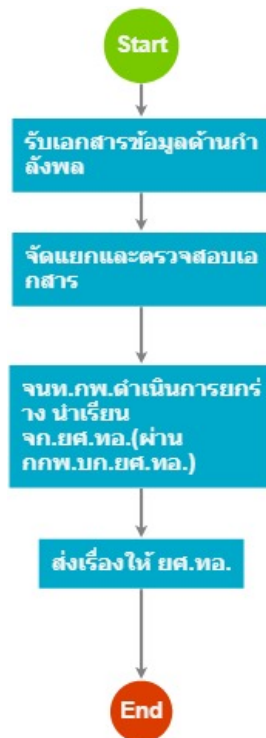 Start
รับเอกสารข้อมูลด้านกำ
ลังพล
จัดแยกและตรวจสอบเอ
กสาร
จนท.กพ.ดำเนินการยกร่
าง นำเรียน
จก.ยศ.ทอ.(ผ่าน
กกพ.บก.ยศ.ทอ.)
ส่งเรื่องให้ ยศ.ทอ.
End